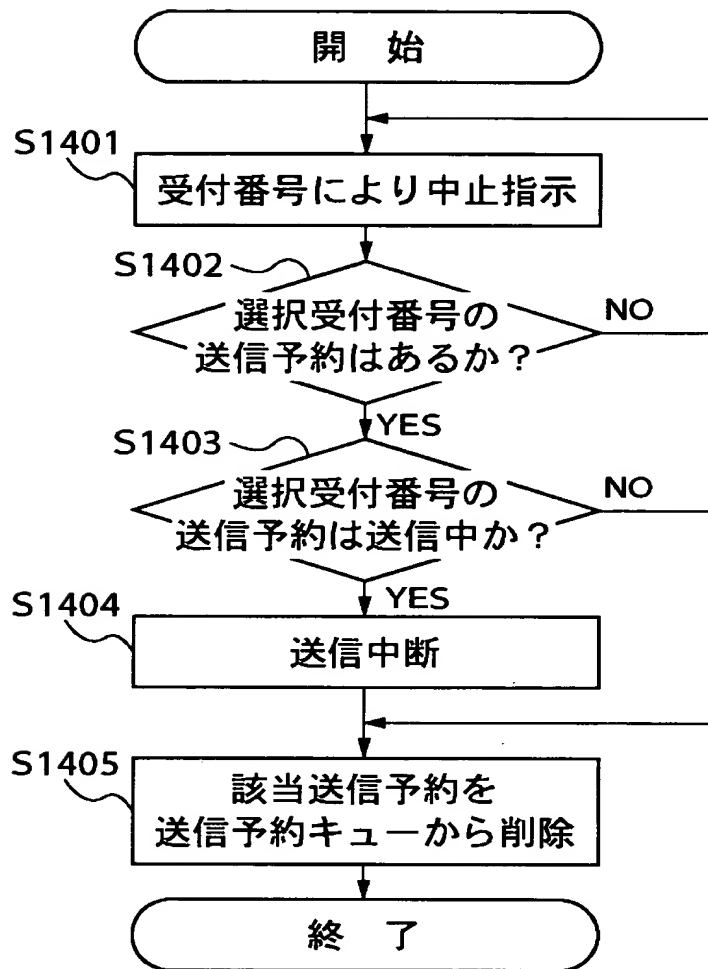 開 始
S1401
受付番号により中止指示
S1402
選択受付番号の
送信予約はあるか?
NO
YES
S1403
選択受付番号の
送信予約は送信中か?
NO
YES
S1404
送信中断
S1405
該当送信予約を
送信予約キューから削除
終 了